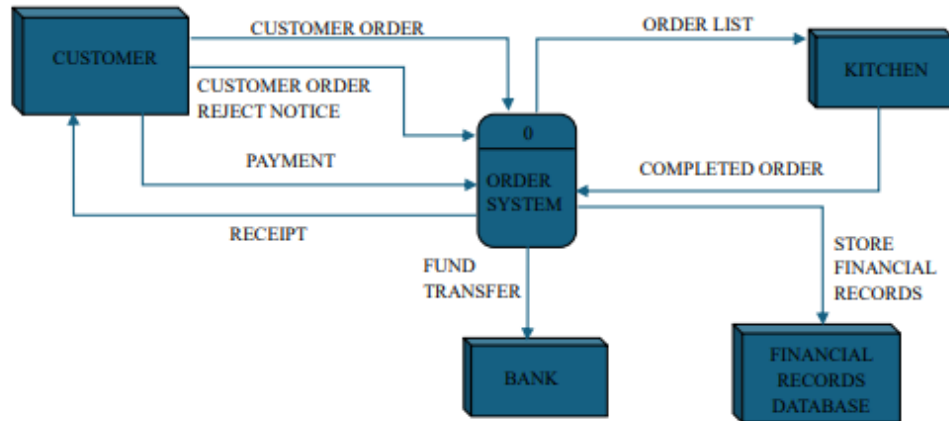 CUSTOMER ORDER
ORDER LIST
CUSTOMER
KITCHEN
CUSTOMER ORDER
REJECT NOTICE
0
PAYMENT
ORDER
SYSTEM
COMPLETED ORDER
RECEIPT
FUND
TRANSFER
STORE
FINANCIAL
RECORDS
BANK
FINANCIAL
RECORDS
DATABASE